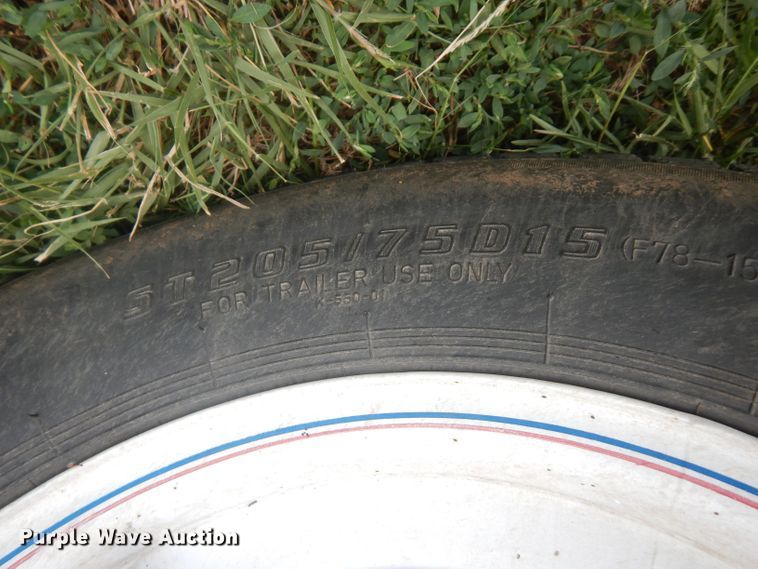 ST205/75D15 (F78-15
FOR TRAILER USE ONLY
Purple Wave Auction